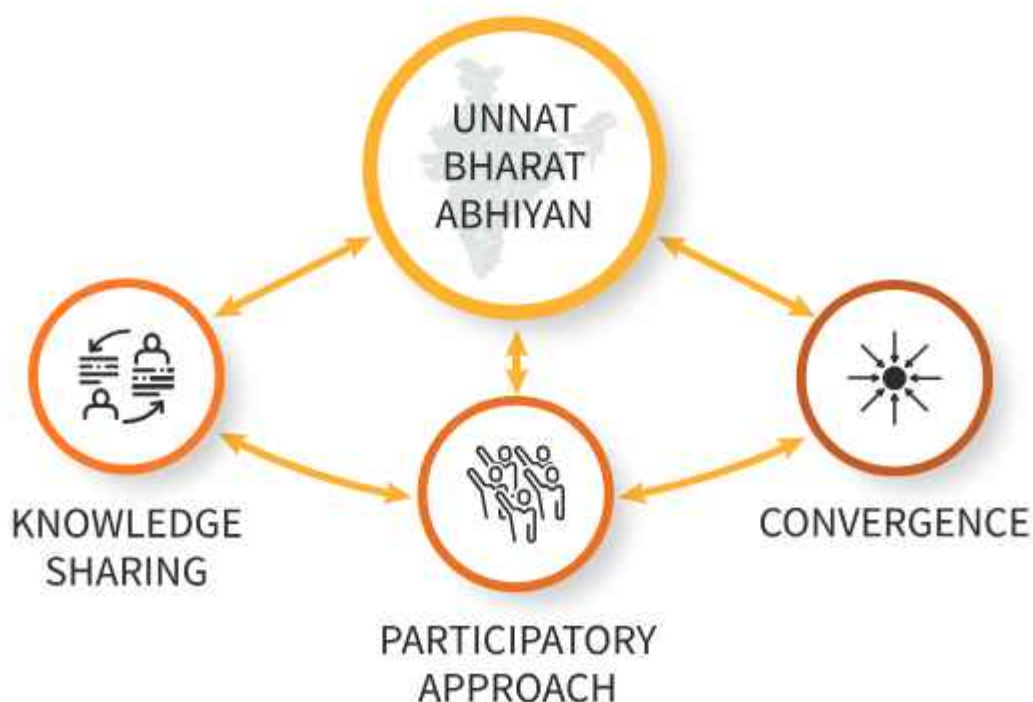 UNNAT
BHARAT
ABHIYAN
KNOWLEDGE
SHARING
PARTICIPATORY
APPROACH
CONVERGENCE